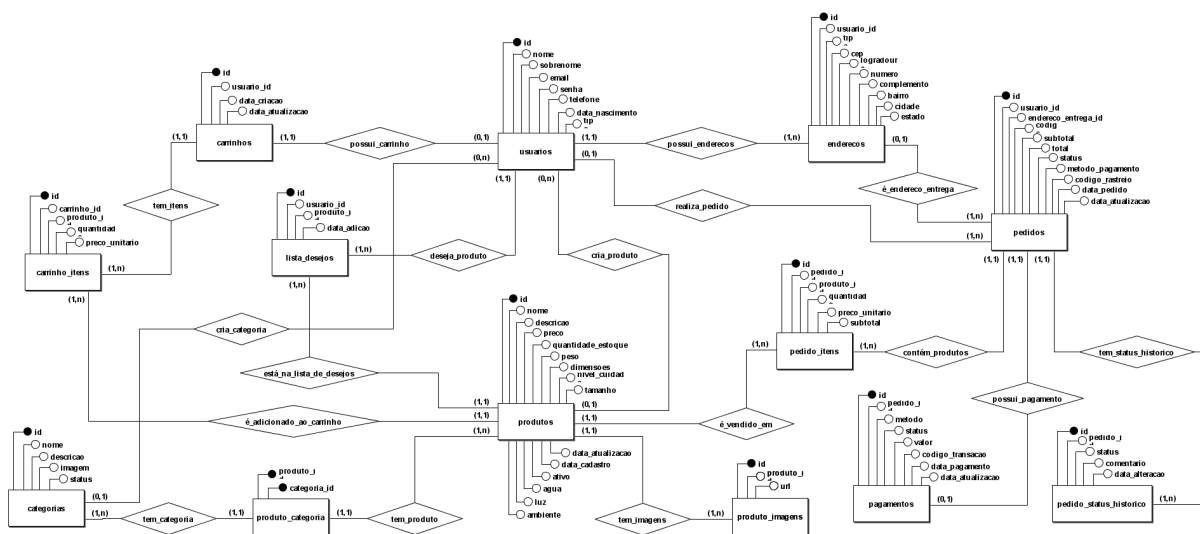 id
usuario_id
data_criacao
data_atualizacao
(1,1)
carrinhos
(1,1)
possui_carrinho
(0,1)
id
nome
sobrenome
email
senha
telefone
data_nascimento
(0,n)
usuarios
(1,1)
(0,1)
(1,1)
(0,n)
possui_enderecos
(1,n)
id
usuario_id
cep
numero
complemento
bairro
cidade
estado
enderecos
(0,1)
é_endereco_entrega
(1,n)
id
usuario_id
endereco_entrega_id
subtotal
total
status
metodo_pagamento
codigo_rastreio
data_pedido
data_atualizacao
pedidos
(1,n)
(1,1)
(1,1)
(1,1)
realiza_pedido
tem_itens
id
carrinho_id
preco_unitario
carrinho_itens
(1,n)
(1,n)
id
usuario_id
data_adicao
lista_desejos
(1,n)
(1,n)
deseja_produto
cria_produto
cria_categoria
está_na_lista_de_desejos
é_adicionado_ao_carrinho
id
nome
descricao
preco
quantidade_estoque
peso
dimensoes
tamanho
(1,1)
(1,1)
(1,n)
produtos
(0,1)
(1,1)
(1,1)
data_atualizacao
data_cadastro
ativo
agua
luz
ambiente
é_vendido_em
(1,n)
id
preco_unitario
subtotal
pedido_itens
(1,n)
contém_produtos
tem_status_historico
possui_pagamento
id
nome
descricao
imagem
status
categorias
(0,1)
(1,n)
tem_categoria
(1,1)
categoria_id
produto_categoria
(1,1)
tem_produto
tem_imagens
(1,n)
id
url
produto_imagens
id
metodo
status
valor
codigo_transacao
data_pagamento
data_atualizacao
pagamentos
(0,1)
id
status
comentario
data_alteracao
pedido_status_historico
(1,n)